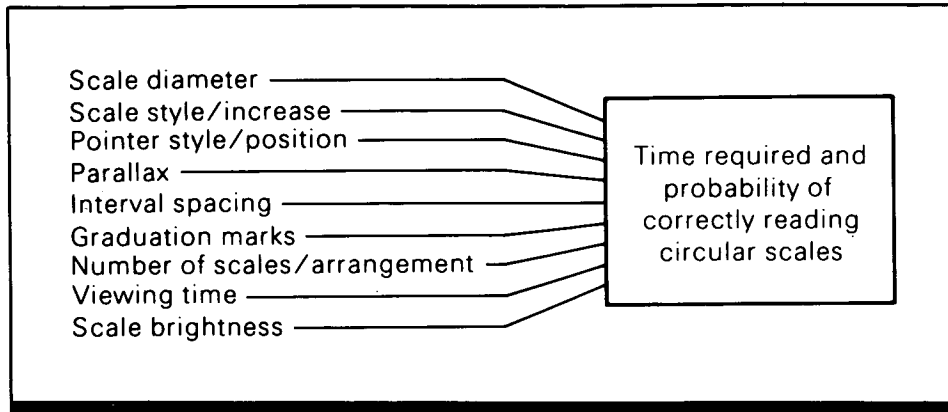 Scale diameter
Scale style/increase
Pointer style/position
Parallax
Interval spacing
Graduation marks
Number of scales/arrangement
Viewing time
Scale brightness
Time required and
probability of
correctly reading
circular scales